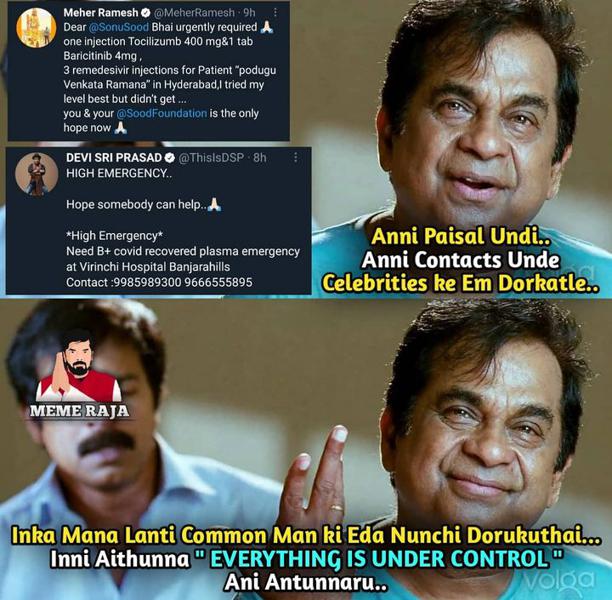 Meher Ramesh @MeherRamesh · 9h
Dear @SonuSood Bhai urgently required 🙏
one injection Tocilizumb 400 mg&1 tab
Baricitinib 4mg ,
3 remedesivir injections for Patient "podugu
Venkata Ramana" in Hyderabad,I tried my
level best but didn't get ...
you & your @SoodFoundation is the only
hope now 🙏
DEVI SRI PRASAD @ThisIsDSP · 8h
HIGH EMERGENCY..
Hope somebody can help..🙏
*High Emergency*
Need B+ covid recovered plasma emergency
at Virinchi Hospital Banjarahills
Contact :9985989300 9666555895
Anni Paisal Undi..
Anni Contacts Unde
Celebrities ke Em Dorkatle..
MEME RAJA
Inka Mana Lanti Common Man ki Eda Nunchi Dorukuthai...
Inni Aithunna " EVERYTHING IS UNDER CONTROL "
Ani Antunnaru..
volga